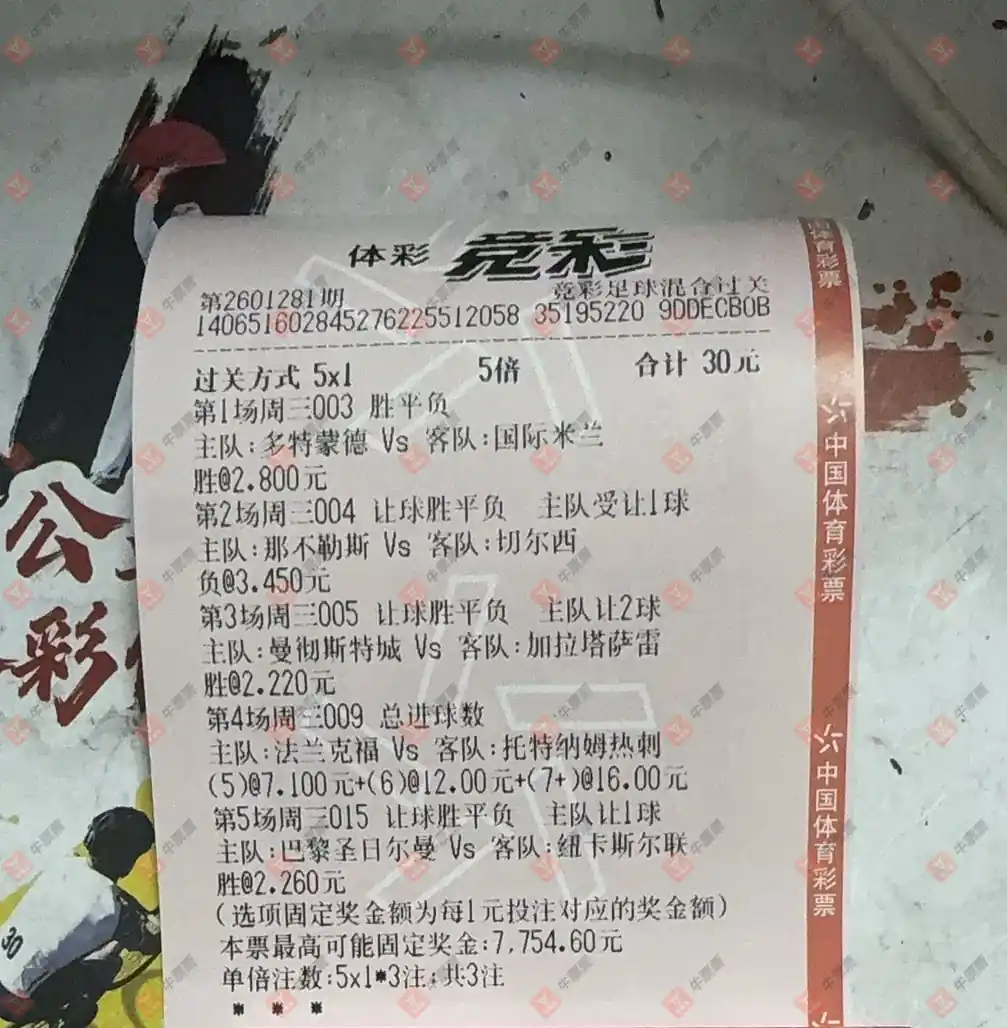 体彩 竞彩
竞彩足球混合过关
第2601281期
140651602845276225512058 35195220 9DDECB0B
过关方式 5x1 5倍 合计 30元
第1场周三003 胜平负
主队:多特蒙德 Vs 客队:国际米兰
胜@2.800元
第2场周三004 让球胜平负 主队受让1球
主队:那不勒斯 Vs 客队:切尔西
负@3.450元
第3场周三005 让球胜平负 主队让2球
主队:曼彻斯特城 Vs 客队:加拉塔萨雷
胜@2.220元
第4场周三009 总进球数
主队:法兰克福 Vs 客队:托特纳姆热刺
(5)@7.100元+(6)@12.00元+(7+)@16.00元
第5场周三015 让球胜平负 主队让1球
主队:巴黎圣日尔曼 Vs 客队:纽卡斯尔联
胜@2.260元
(选项固定奖金额为每1元投注对应的奖金额)
本票最高可能固定奖金:7,754.60元
单倍注数:5x1*3注;共3注
* * *
体育彩票
中国体育彩票
中国体育彩票
公
彩
牛票票